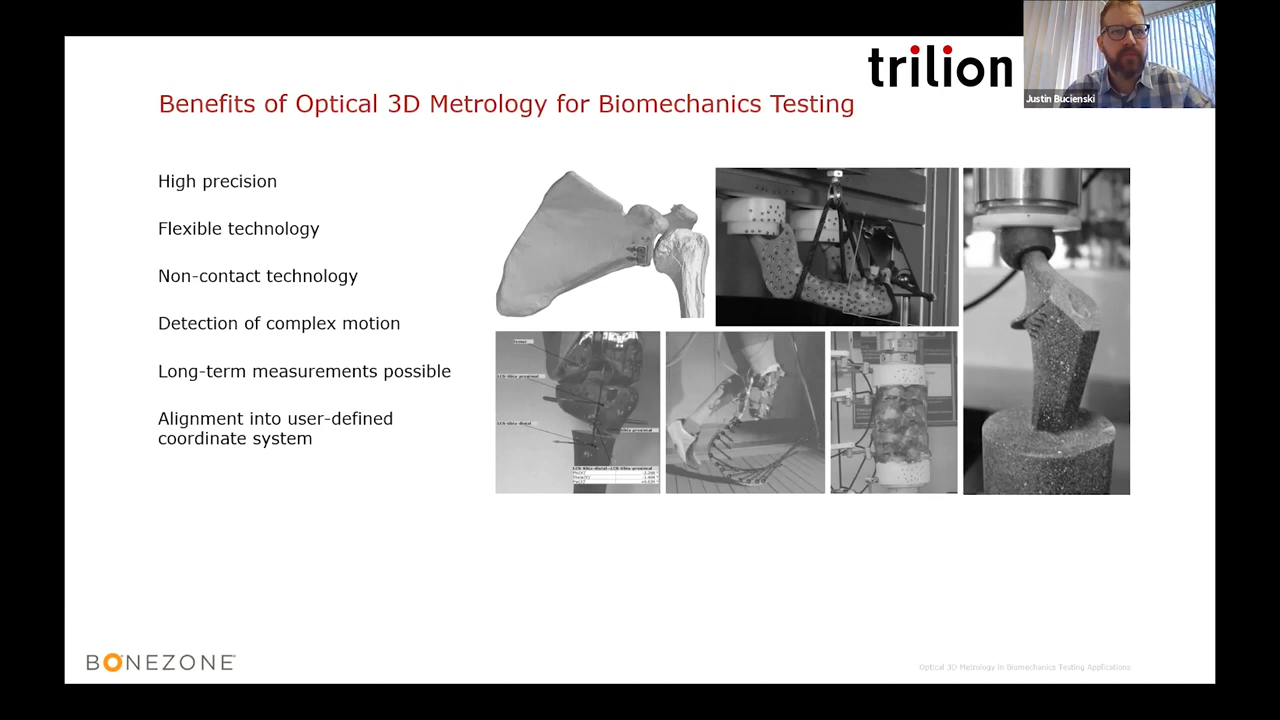 trilion
Justin Bucienski
Benefits of Optical 3D Metrology for Biomechanics Testing
High precision
Flexible technology
Non-contact technology
Detection of complex motion
Long-term measurements possible
Alignment into user-defined
coordinate system
BONEZONE
Optical 3D Metrology in Biomechanics Testing Applications